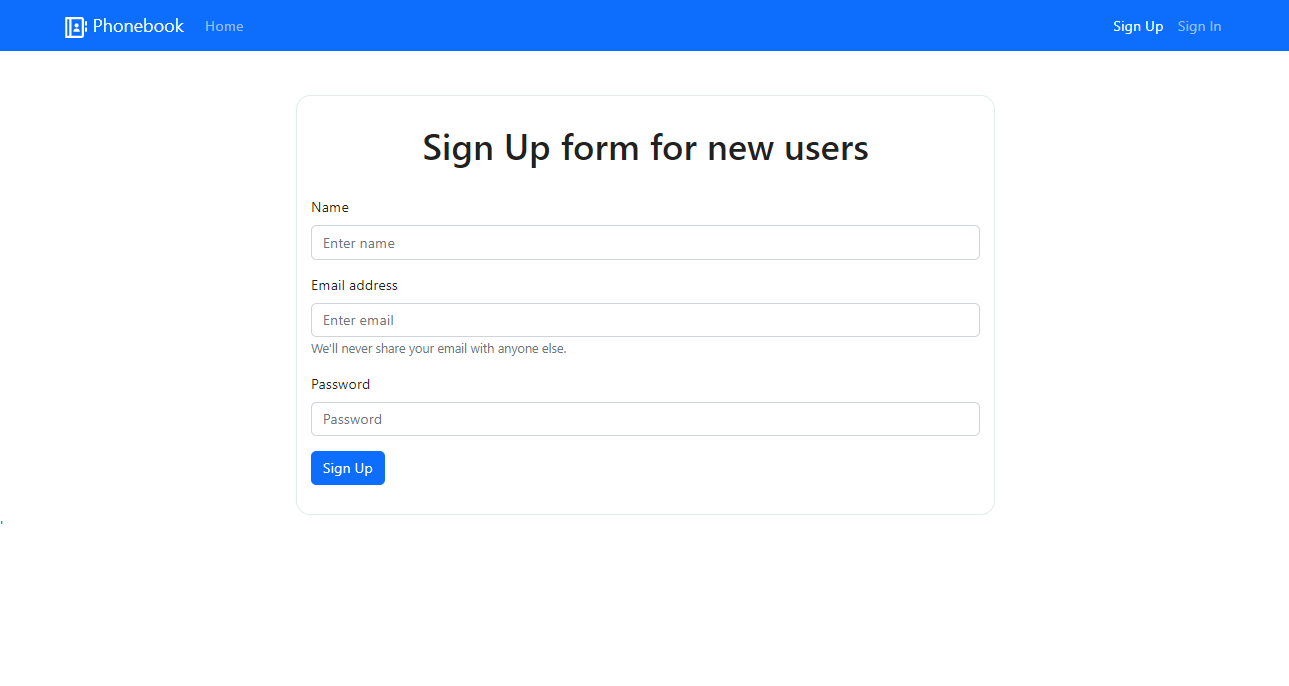 Phonebook Home Sign Up Sign In
Sign Up form for new users
Name
Enter name
Email address
Enter email
We'll never share your email with anyone else.
Password
Password
Sign Up
'